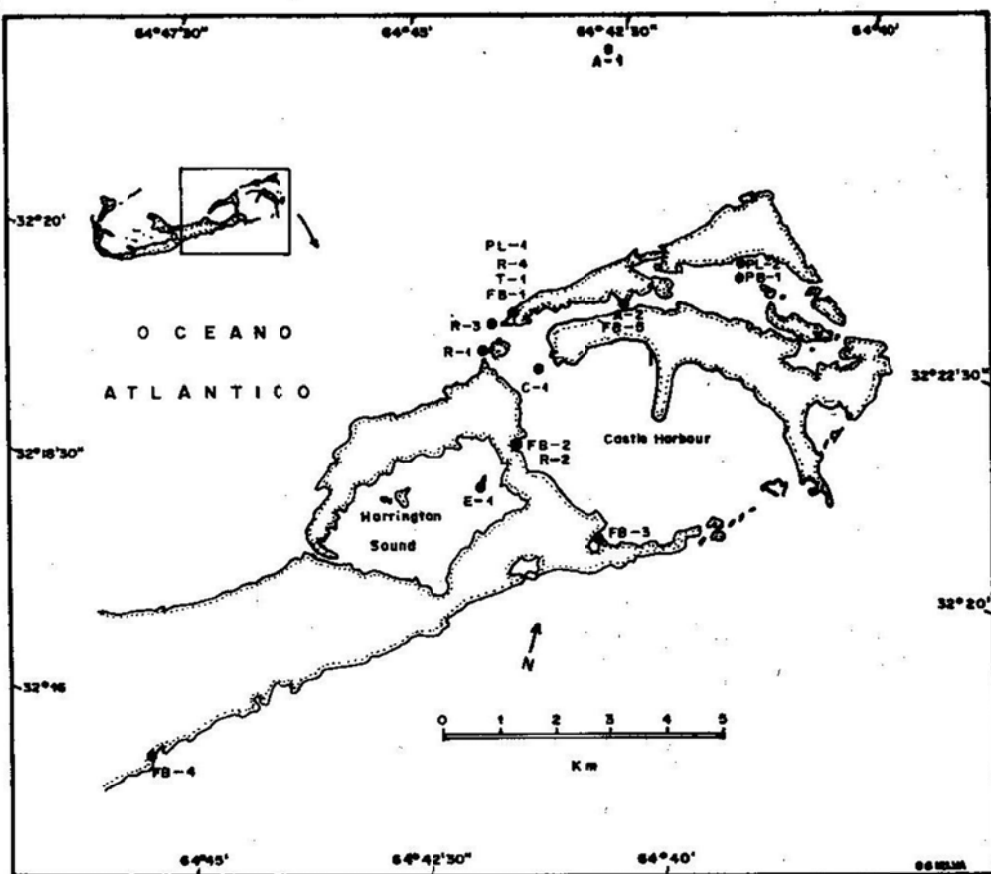 64°47'30"
64°45'
64°42'30"
64°40'
A-1
32°20'
PL-1
R-4
T-1
FB-1
PL-2
PB-1
R-3
A-2
FB-5
OCEANO
R-1
ATLANTICO
C-1
32°22'30"
Castle Harbour
FB-2
R-2
32°18'30"
E-1
Harrington
Sound
FB-3
32°20'
N
32°16'
0 1 2 3 4 5
Km
FB-4
64°45'
64°42'30"
64°40'